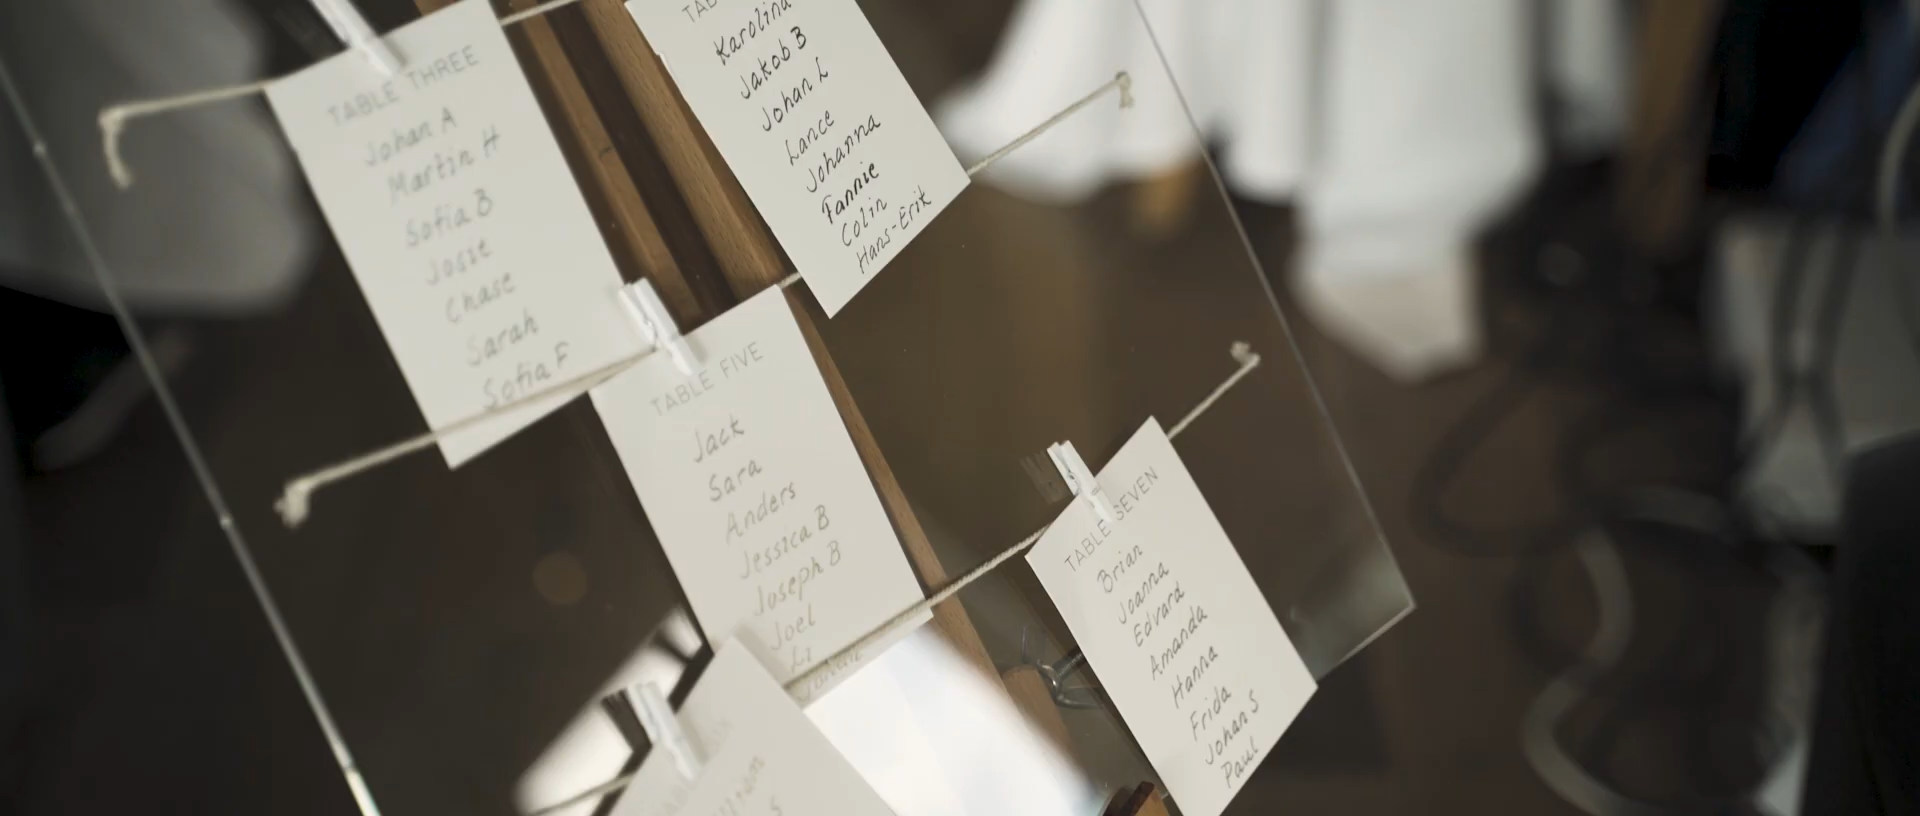 TABLE THREE
Johan A
Martin H
Sofia B
Josse
Chase
Sarah
Sofia F
Karolina
Jakob B
Johan L
Lance
Johanna
Fannie
Colin
Hans-Erik
TABLE FIVE
Jack
Sara
Anders
Jessica B
Joseph B
Joel
Li
TABLE SEVEN
Brian
Joanna
Edvard
Amanda
Hanna
Frida
Johan S
Paul